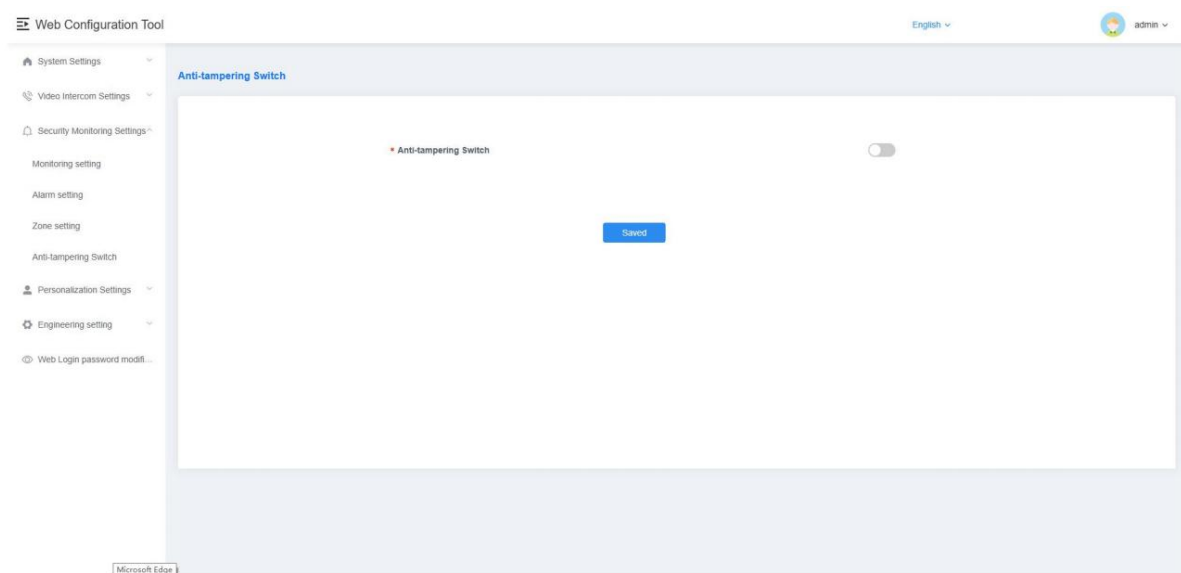 Web Configuration Tool
English
admin
System Settings
Video Intercom Settings
Security Monitoring Settings
Monitoring setting
Alarm setting
Zone setting
Anti-tampering Switch
Personalization Settings
Engineering setting
Web Login password modifi...
Anti-tampering Switch
* Anti-tampering Switch
Saved
Microsoft Edge